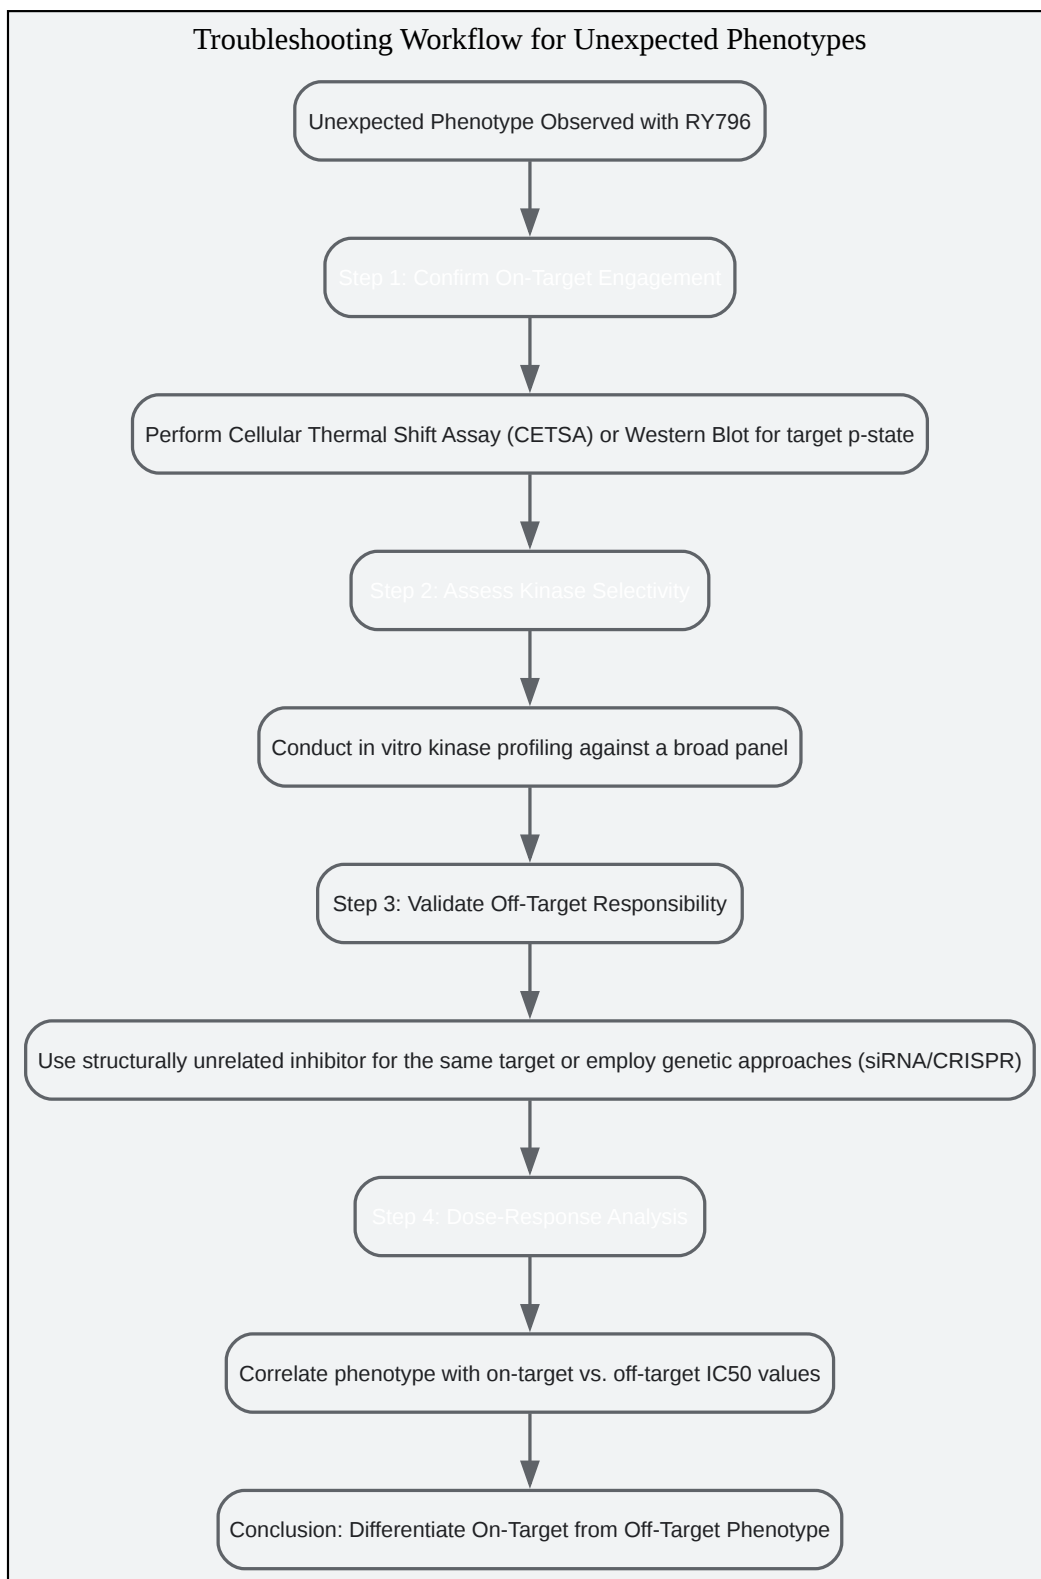 Troubleshooting Workflow for Unexpected Phenotypes
Unexpected Phenotype Observed with RY796
Step 1: Confirm On-Target Engagement
Perform Cellular Thermal Shift Assay (CETSA) or Western Blot for target p-state
Step 2: Assess Kinase Selectivity
Conduct in vitro kinase profiling against a broad panel
Step 3: Validate Off-Target Responsibility
Use structurally unrelated inhibitor for the same target or employ genetic approaches (siRNA/CRISPR)
Step 4: Dose-Response Analysis
Correlate phenotype with on-target vs. off-target IC50 values
Conclusion: Differentiate On-Target from Off-Target Phenotype